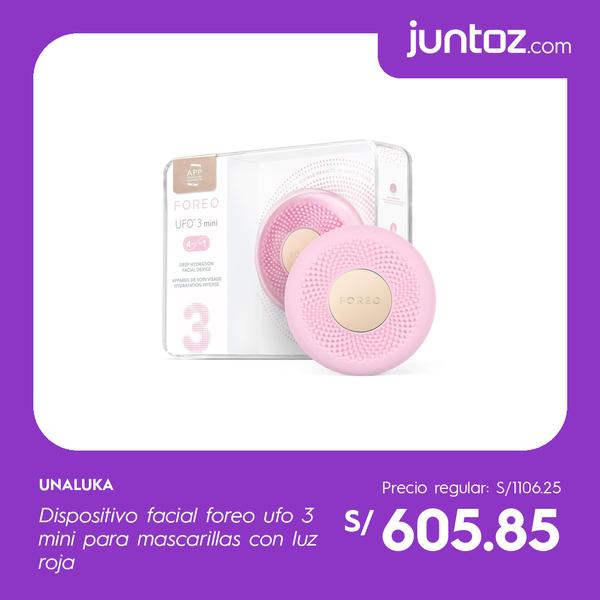 juntoz.com
APP
FOREO
UFO™ 3 mini
4 in 1
DEEP HYDRATION
FACIAL DEVICE
APPAREIL DE SOIN VISAGE
HYDRATATION INTENSE
3
FOREO
UNALUKA
Dispositivo facial foreo ufo 3
mini para mascarillas con luz
roja
Precio regular: S/1106.25
S/ 605.85